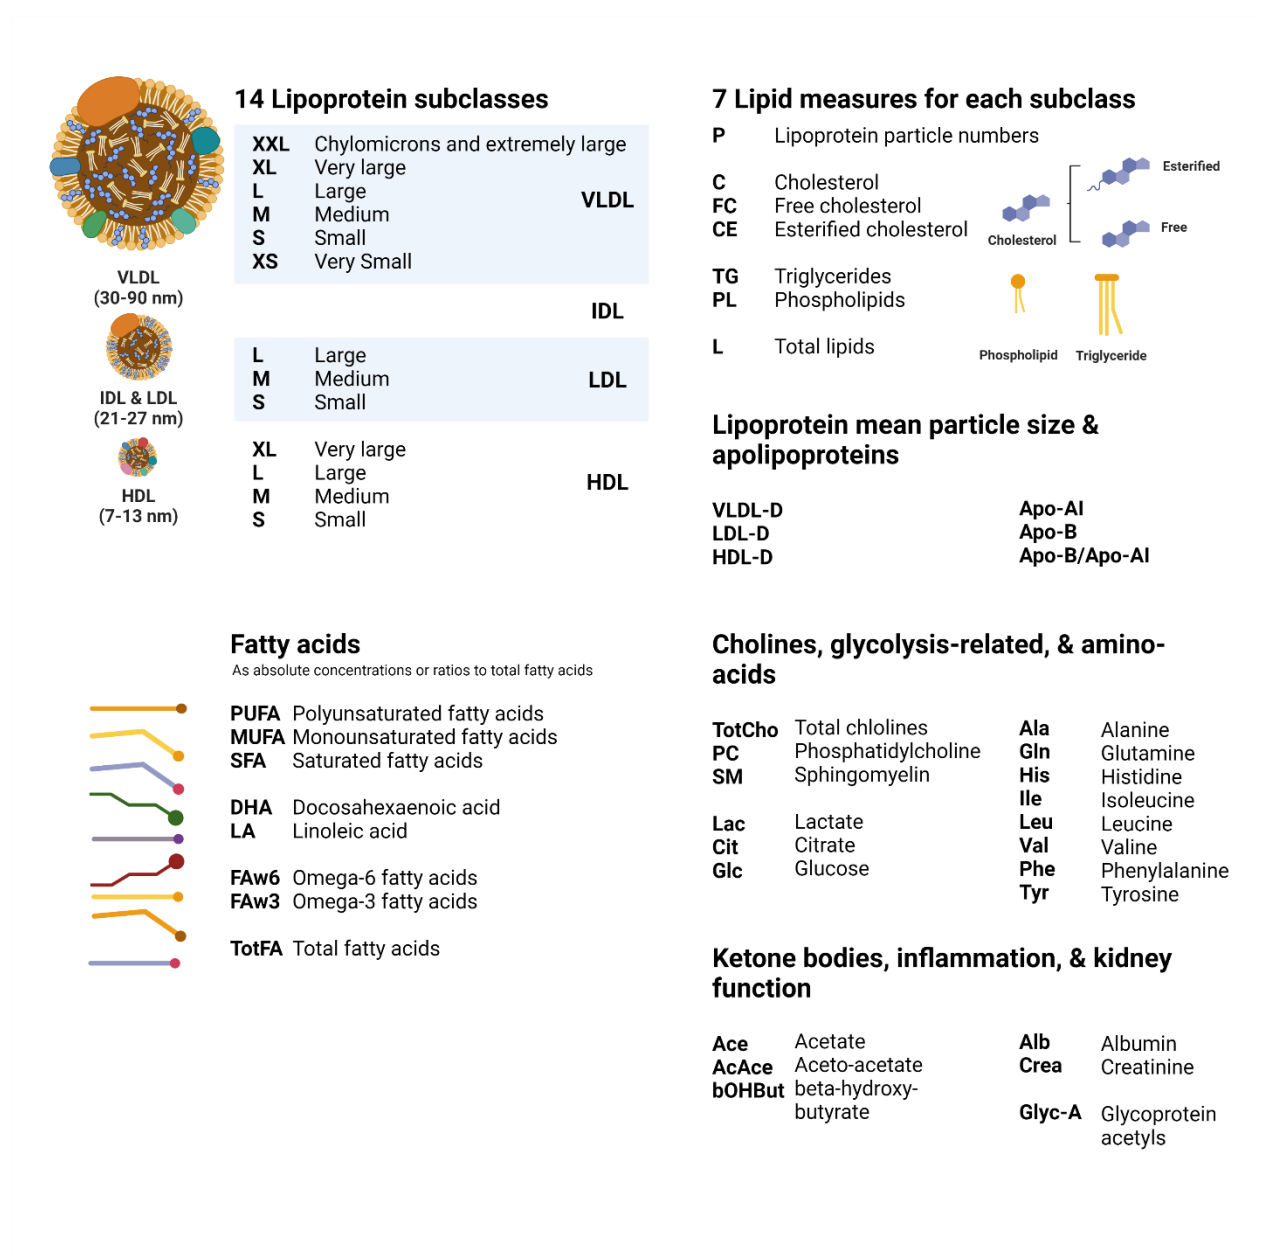 14 Lipoprotein subclasses
XXL Chylomicrons and extremely large
XL Very large
L Large
VLDL
M Medium
S Small
XS Very Small
VLDL
(30-90 nm)
IDL
L Large
M Medium
LDL
S Small
IDL & LDL
(21-27 nm)
XL Very large
L Large
HDL
M Medium
S Small
HDL
(7-13 nm)
7 Lipid measures for each subclass
P Lipoprotein particle numbers
C Cholesterol
FC Free cholesterol
CE Esterified cholesterol
Cholesterol
Esterified
Free
TG Triglycerides
PL Phospholipids
L Total lipids
Phospholipid Triglyceride
Lipoprotein mean particle size &
apolipoproteins
VLDL-D Apo-AI
LDL-D Apo-B
HDL-D Apo-B/Apo-AI
Fatty acids
As absolute concentrations or ratios to total fatty acids
PUFA Polyunsaturated fatty acids
MUFA Monounsaturated fatty acids
SFA Saturated fatty acids
DHA Docosahexaenoic acid
LA Linoleic acid
FAw6 Omega-6 fatty acids
FAw3 Omega-3 fatty acids
TotFA Total fatty acids
Cholines, glycolysis-related, & amino-
acids
TotCho Total chlolines
PC Phosphatidylcholine
SM Sphingomyelin
Lac Lactate
Cit Citrate
Glc Glucose
Ala Alanine
Gln Glutamine
His Histidine
Ile Isoleucine
Leu Leucine
Val Valine
Phe Phenylalanine
Tyr Tyrosine
Ketone bodies, inflammation, & kidney
function
Ace Acetate
AcAce Aceto-acetate
bOHBut beta-hydroxy-
butyrate
Alb Albumin
Crea Creatinine
Glyc-A Glycoprotein
acetyls